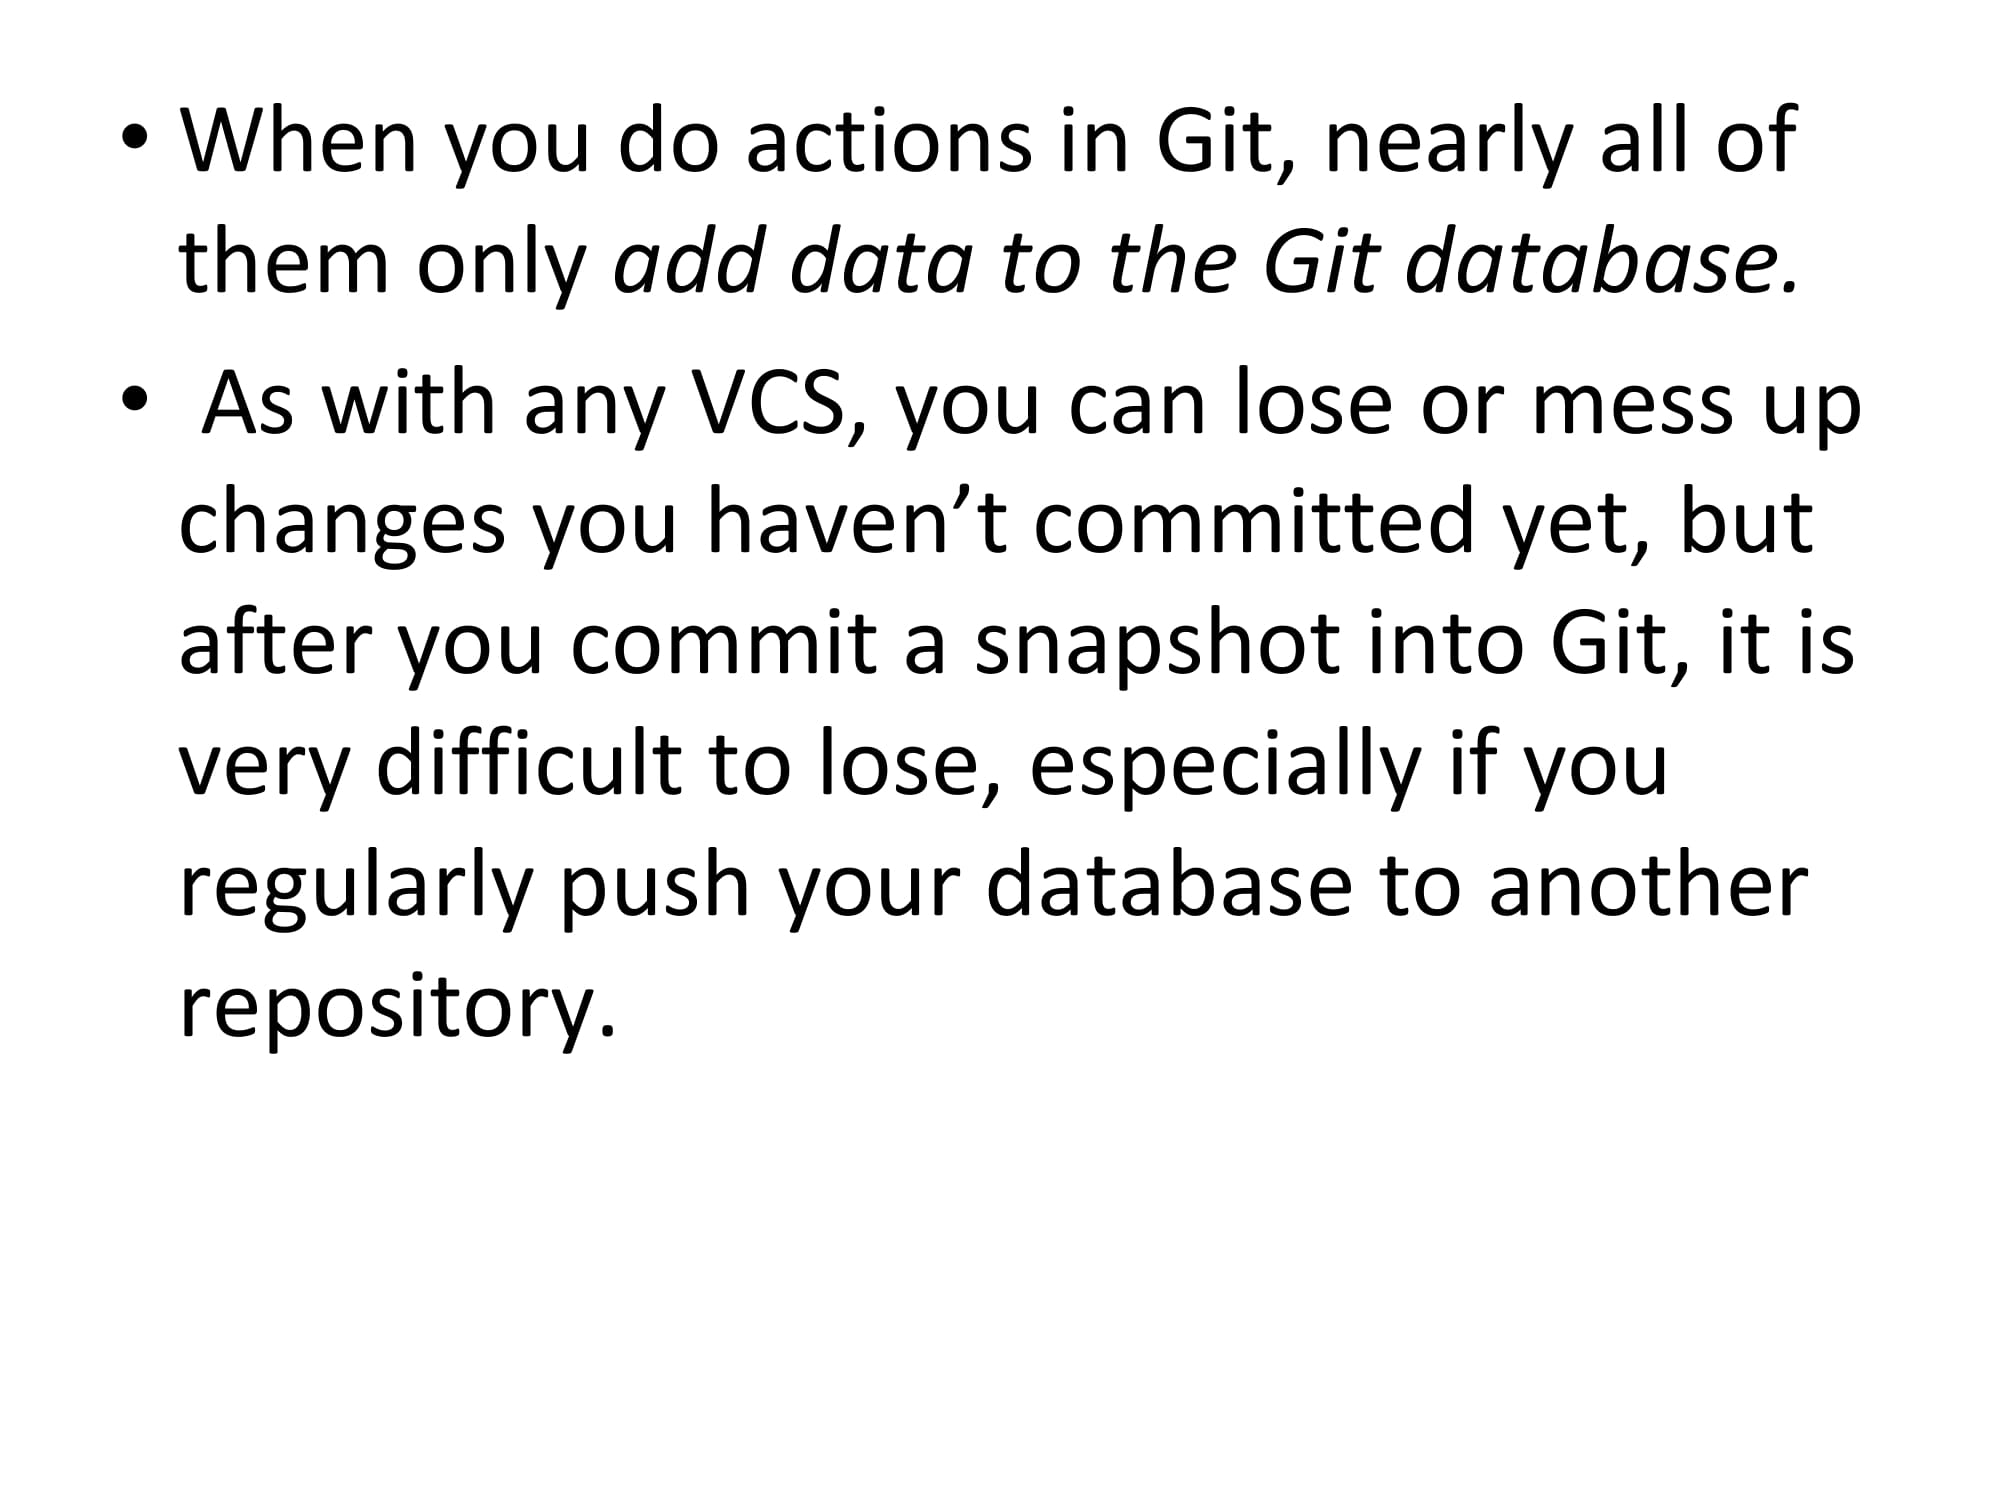 • When you do actions in Git, nearly all of
them only add data to the Git database.
• As with any VCS, you can lose or mess up
changes you haven’t committed yet, but
after you commit a snapshot into Git, it is
very difficult to lose, especially if you
regularly push your database to another
repository.